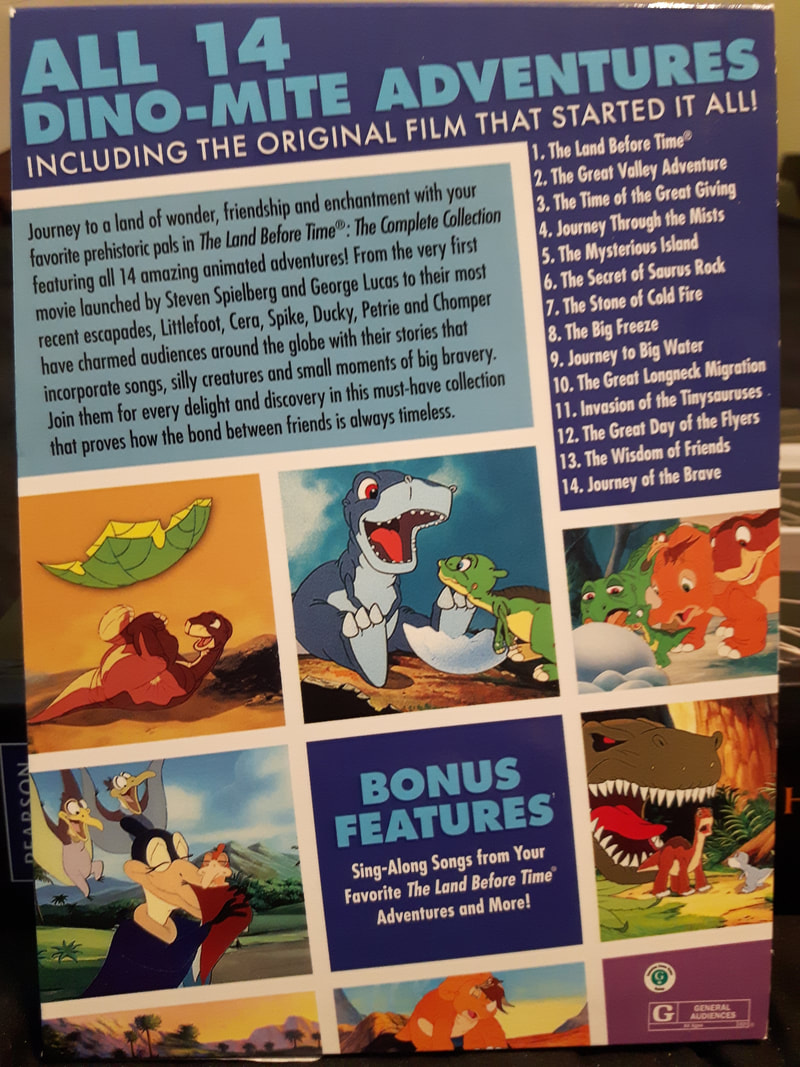 ALL 14
DINO-MITE ADVENTURES
INCLUDING THE ORIGINAL FILM THAT STARTED IT ALL!
Journey to a land of wonder, friendship and enchantment with your
favorite prehistoric pals in The Land Before Time®: The Complete Collection
featuring all 14 amazing animated adventures! From the very first
movie launched by Steven Spielberg and George Lucas to their most
recent escapades, Littlefoot, Cera, Spike, Ducky, Petrie and Chomper
have charmed audiences around the globe with their stories that
incorporate songs, silly creatures and small moments of big bravery.
Join them for every delight and discovery in this must-have collection
that proves how the bond between friends is always timeless.
1. The Land Before Time®
2. The Great Valley Adventure
3. The Time of the Great Giving
4. Journey Through the Mists
5. The Mysterious Island
6. The Secret of Saurus Rock
7. The Stone of Cold Fire
8. The Big Freeze
9. Journey to Big Water
10. The Great Longneck Migration
11. Invasion of the Tinysauruses
12. The Great Day of the Flyers
13. The Wisdom of Friends
14. Journey of the Brave
PEARSON
BONUS
FEATURES
Sing-Along Songs from Your
Favorite The Land Before Time®
Adventures and More!
G
G GENERAL
AUDIENCES
All Ages